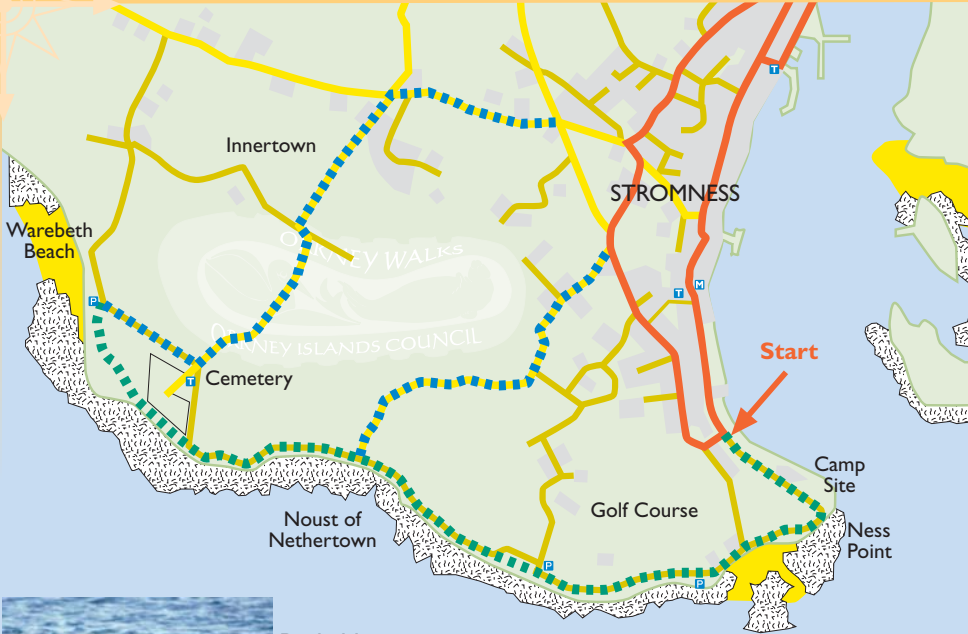 Innertown
STROMNESS
Warebeth
Beach
ORKNEY WALKS
ORKNEY ISLANDS COUNCIL
P
T
T
T
M
Cemetery
Start
Camp
Site
Golf Course
Ness
Point
Noust of
Nethertown
P
P